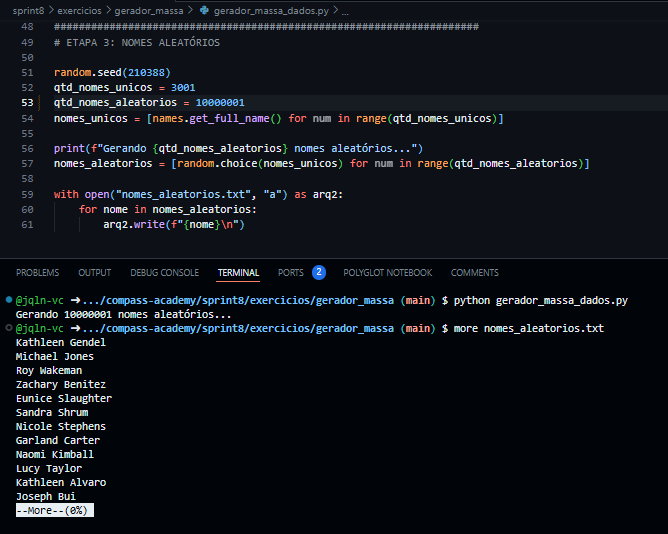 sprint8 > exercicios > gerador_massa > gerador_massa_dados.py > ...
48 #####################################################################
49 # ETAPA 3: NOMES ALEATÓRIOS
50
51 random.seed(210388)
52 qtd_nomes_unicos = 3001
53 qtd_nomes_aleatorios = 10000001
54 nomes_unicos = [names.get_full_name() for num in range(qtd_nomes_unicos)]
55
56 print(f"Gerando {qtd_nomes_aleatorios} nomes aleatórios...")
57 nomes_aleatorios = [random.choice(nomes_unicos) for num in range(qtd_nomes_aleatorios)]
58
59 with open("nomes_aleatorios.txt", "a") as arq2:
60     for nome in nomes_aleatorios:
61         arq2.write(f"{nome}\n")
PROBLEMS OUTPUT DEBUG CONSOLE TERMINAL PORTS 2 POLYGLOT NOTEBOOK COMMENTS
@jqln-vc ➜.../compass-academy/sprint8/exercicios/gerador_massa (main) $ python gerador_massa_dados.py
Gerando 10000001 nomes aleatórios...
@jqln-vc ➜.../compass-academy/sprint8/exercicios/gerador_massa (main) $ more nomes_aleatorios.txt
Kathleen Gendel
Michael Jones
Roy Wakeman
Zachary Benitez
Eunice Slaughter
Sandra Shrum
Nicole Stephens
Garland Carter
Naomi Kimball
Lucy Taylor
Kathleen Alvaro
Joseph Bui
--More--(0%)